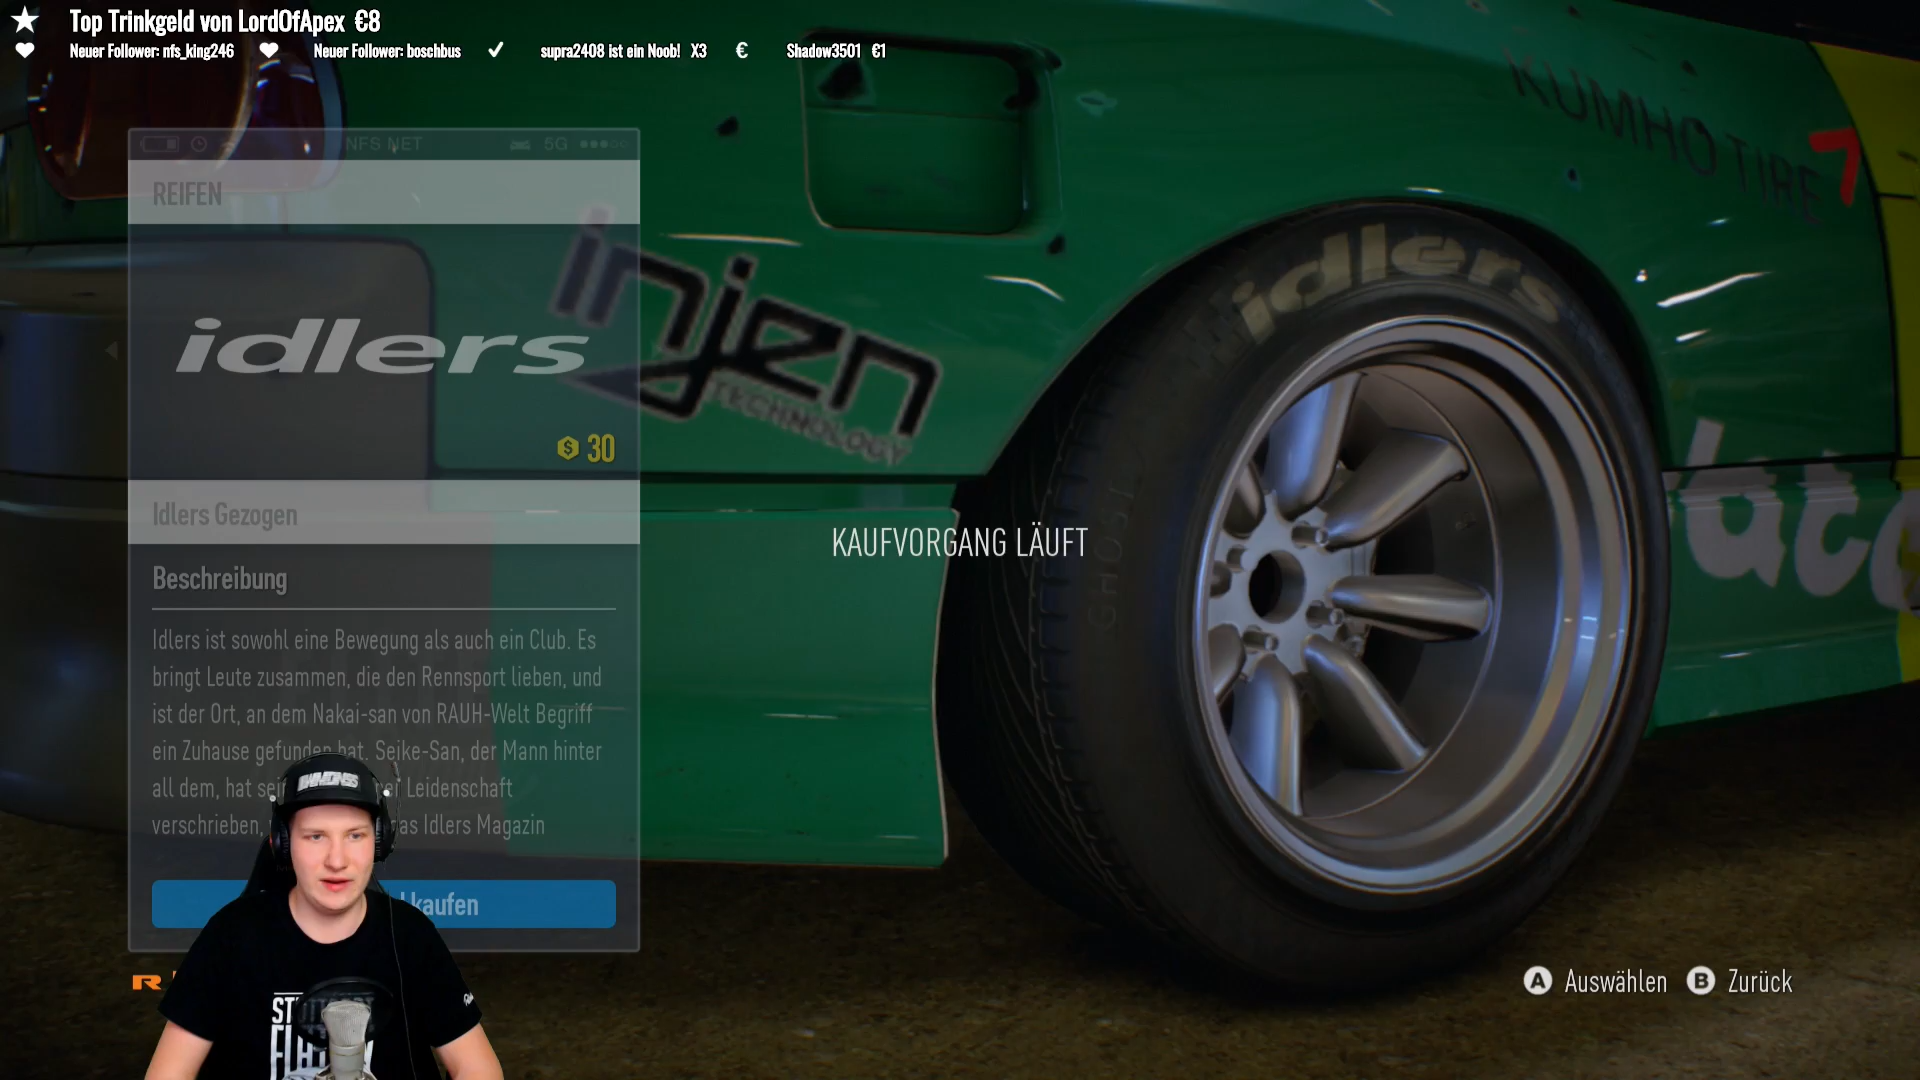 Top Trinkgeld von LordOfApex €8
Neuer Follower: nfs_king246 Neuer Follower: boschbus supra2408 ist ein Noob! X3 € Shadow3501 €1
NFS NET 5G
REIFEN
idlers
30
Idlers Gezogen
Beschreibung
Idlers ist sowohl eine Bewegung als auch ein Club. Es
bringt Leute zusammen, die den Rennsport lieben, und
ist der Ort, an dem Nakai-san von RAUH-Welt Begriff
ein Zuhause gefunden hat. Seike-San, der Mann hinter
all dem, hat Leidenschaft
verschrieben, Idlers Magazin
kaufen
injen
TECHNOLOGY
KUMHO TIRE
7
idlers
KAUFVORGANG LÄUFT
A Auswählen B Zurück